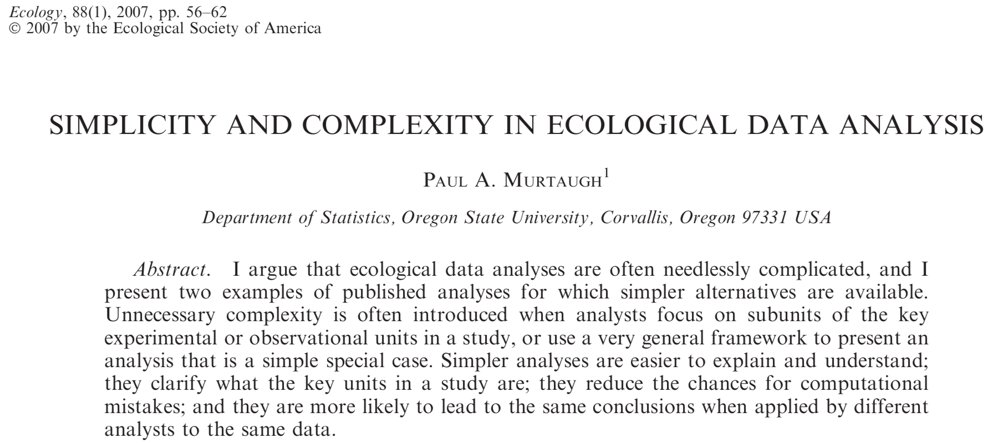 Ecology, 88(1), 2007, pp. 56–62
© 2007 by the Ecological Society of America
SIMPLICITY AND COMPLEXITY IN ECOLOGICAL DATA ANALYSIS
PAUL A. MURTAUGH¹
Department of Statistics, Oregon State University, Corvallis, Oregon 97331 USA
Abstract. I argue that ecological data analyses are often needlessly complicated, and I
present two examples of published analyses for which simpler alternatives are available.
Unnecessary complexity is often introduced when analysts focus on subunits of the key
experimental or observational units in a study, or use a very general framework to present an
analysis that is a simple special case. Simpler analyses are easier to explain and understand;
they clarify what the key units in a study are; they reduce the chances for computational
mistakes; and they are more likely to lead to the same conclusions when applied by different
analysts to the same data.